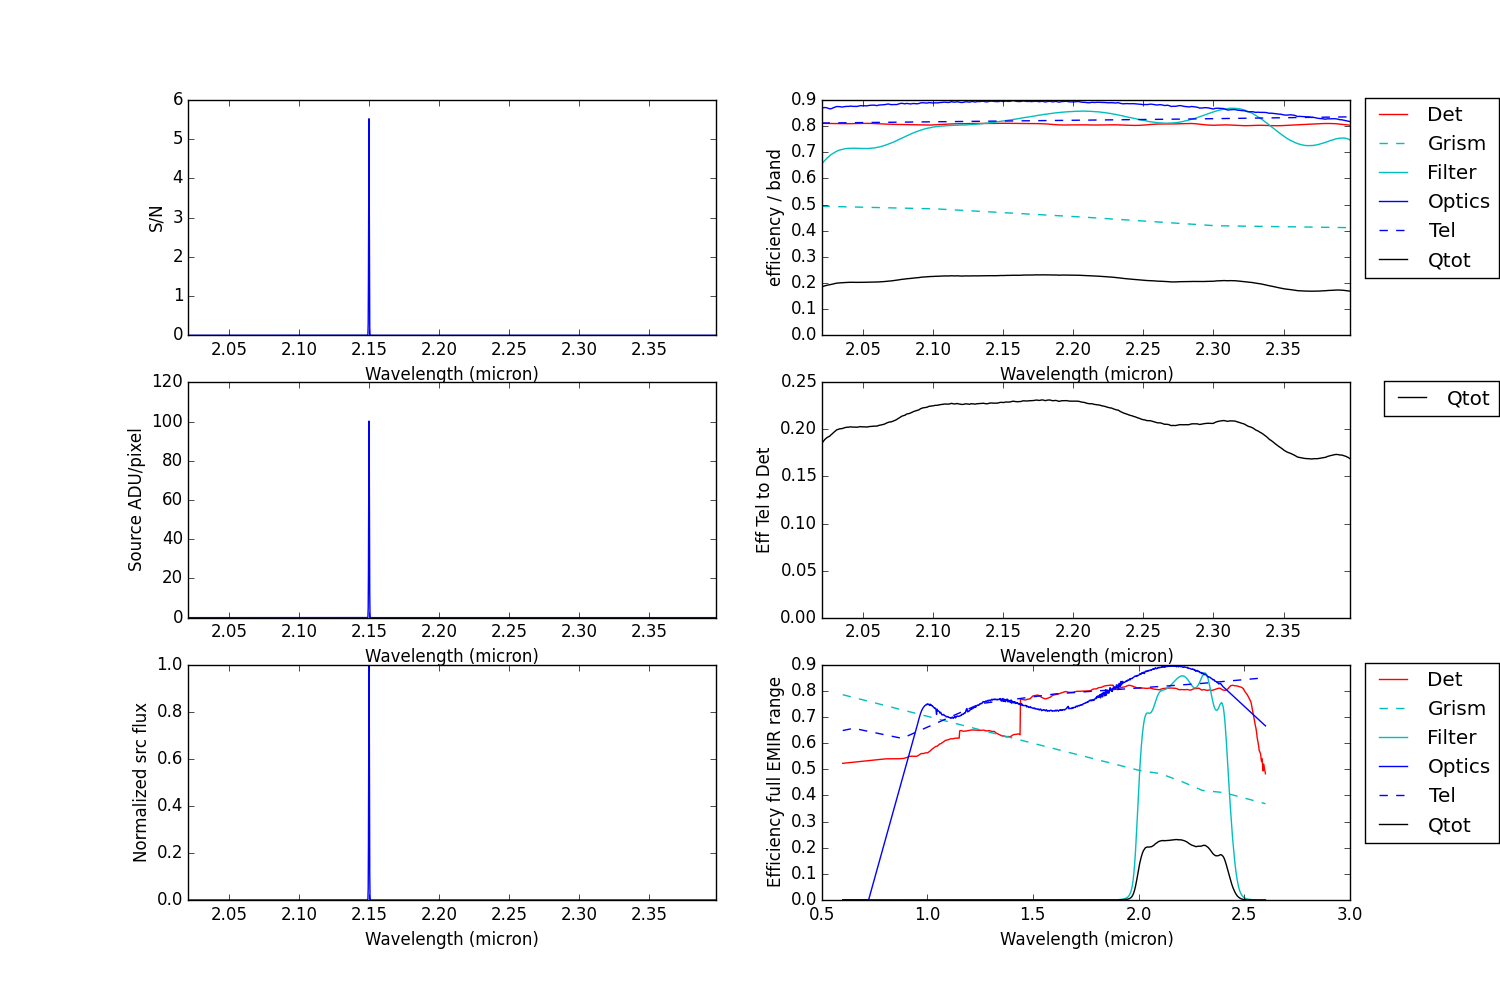 S/N
6
5
4
3
2
1
0
2.05 2.10 2.15 2.20 2.25 2.30 2.35
Wavelength (micron)
efficiency / band
0.9
0.8
0.7
0.6
0.5
0.4
0.3
0.2
0.1
0.0
2.05 2.10 2.15 2.20 2.25 2.30 2.35
Wavelength (micron)
Det
Grism
Filter
Optics
Tel
Qtot
Source ADU/pixel
120
100
80
60
40
20
0
2.05 2.10 2.15 2.20 2.25 2.30 2.35
Wavelength (micron)
Eff Tel to Det
0.25
0.20
0.15
0.10
0.05
0.00
2.05 2.10 2.15 2.20 2.25 2.30 2.35
Wavelength (micron)
Qtot
Normalized src flux
1.0
0.8
0.6
0.4
0.2
0.0
2.05 2.10 2.15 2.20 2.25 2.30 2.35
Wavelength (micron)
Efficiency full EMIR range
0.9
0.8
0.7
0.6
0.5
0.4
0.3
0.2
0.1
0.0
0.5 1.0 1.5 2.0 2.5 3.0
Wavelength (micron)
Det
Grism
Filter
Optics
Tel
Qtot